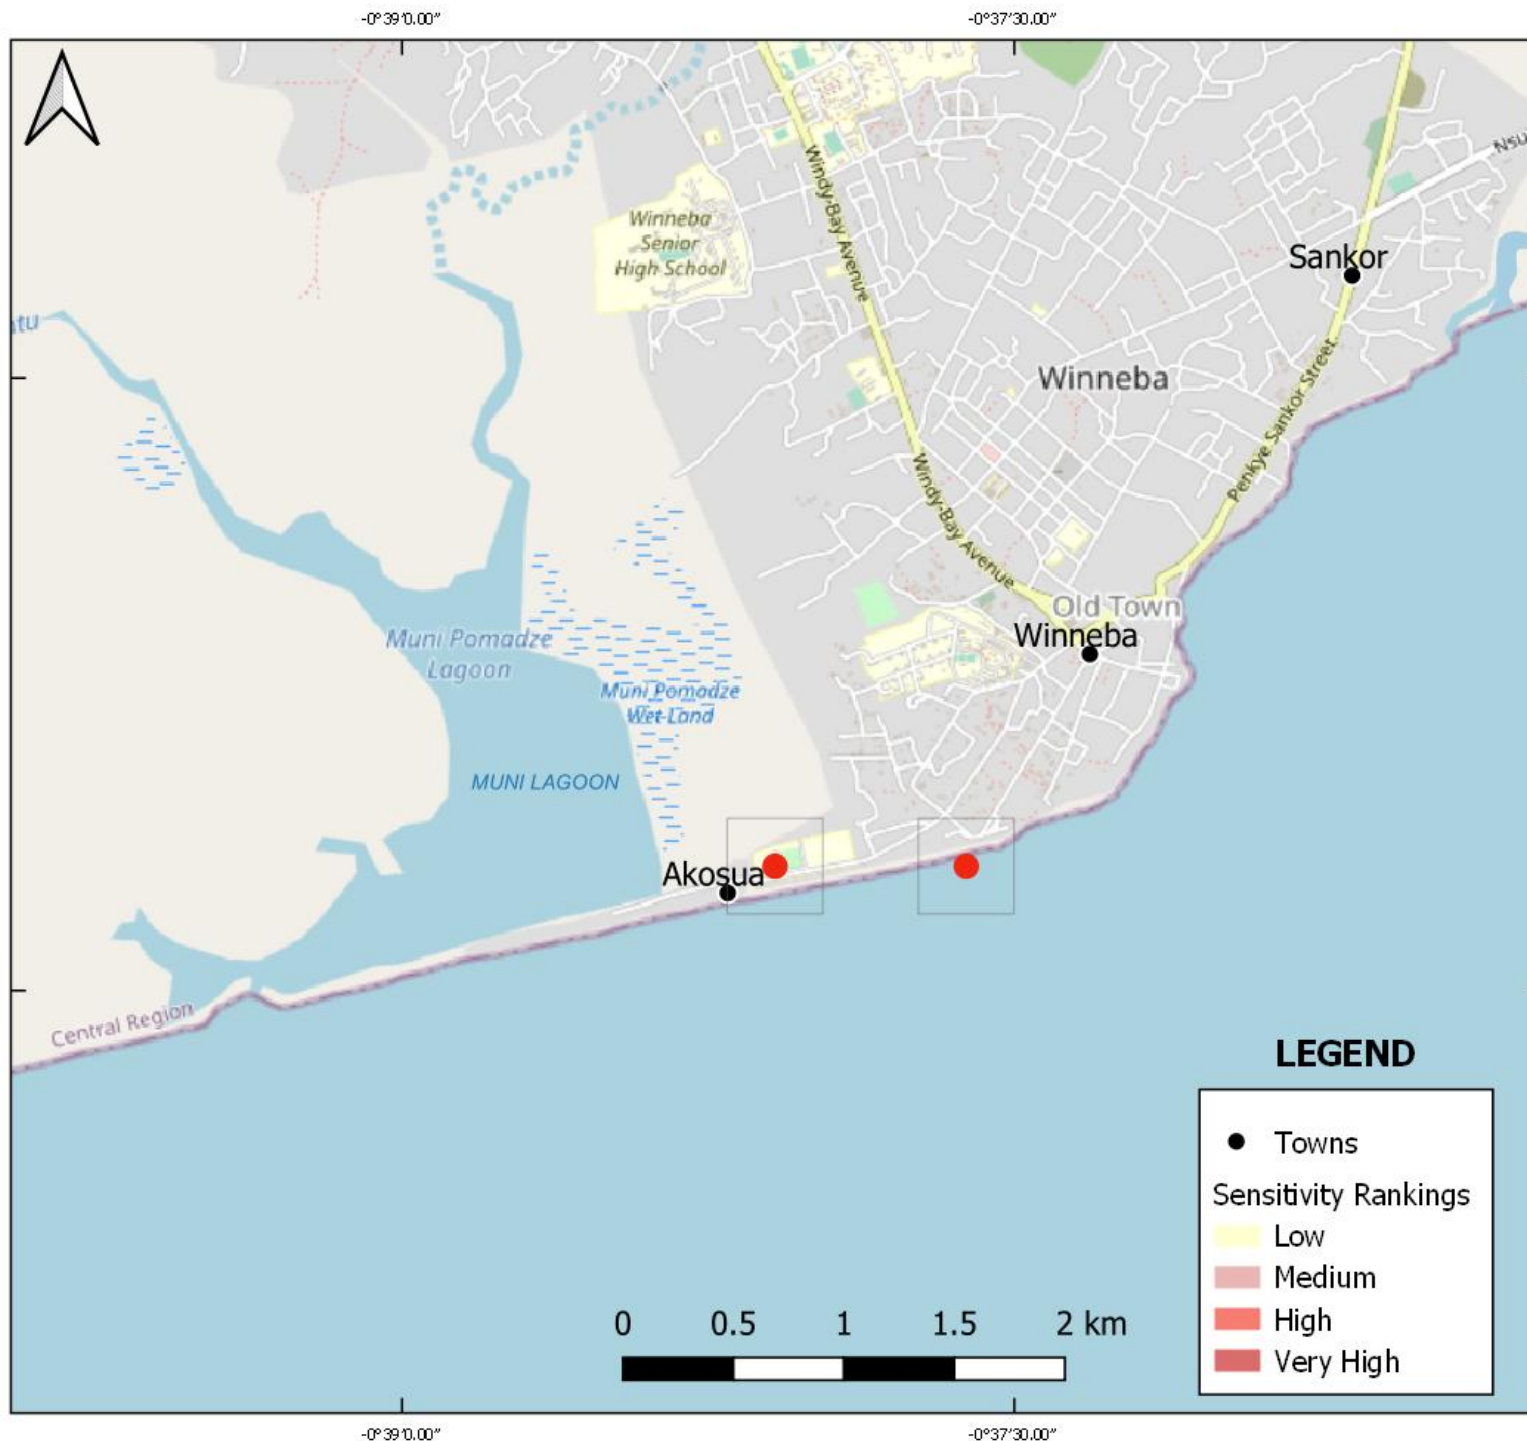 -0°39'0.00"
-0°37'30.00"
Windy-Bay Avenue
Nsu
Winneba
Senior
High School
Sankor
tu
Winneba
Penkye Sankor Street
Windy-Bay Avenue
Old Town
Winneba
Muni Pomadze
Lagoon
Muni Pomadze
Wet Land
MUNI LAGOON
Akosua
Central Region
LEGEND
Towns
Sensitivity Rankings
Low
Medium
High
Very High
0 0.5 1 1.5 2 km
-0°39'0.00"
-0°37'30.00"